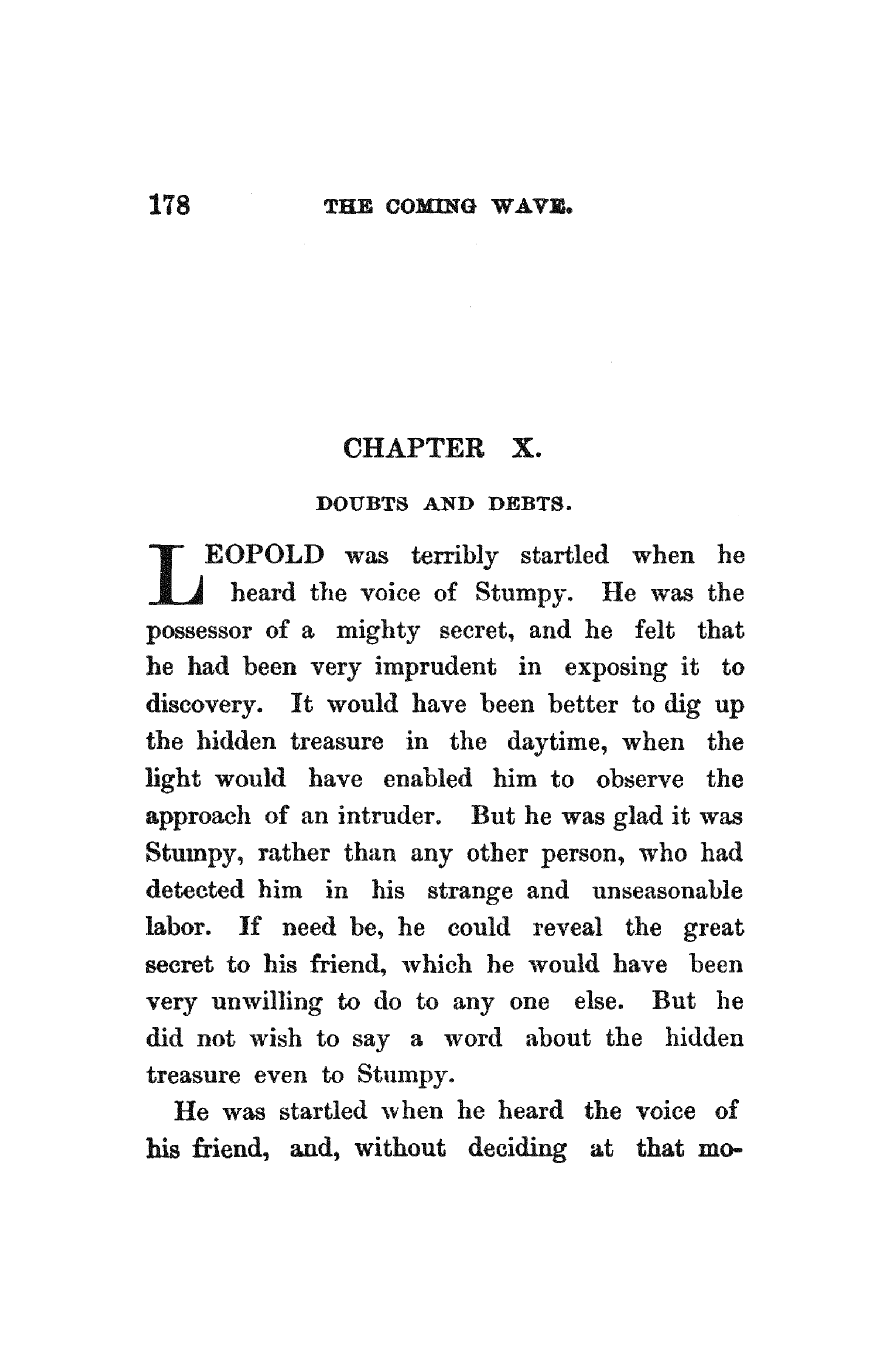 178 THE COMING WAVE.
CHAPTER X.
DOUBTS AND DEBTS.
LEOPOLD was terribly startled when he
heard the voice of Stumpy. He was the
possessor of a mighty secret, and he felt that
he had been very imprudent in exposing it to
discovery. It would have been better to dig up
the hidden treasure in the daytime, when the
light would have enabled him to observe the
approach of an intruder. But he was glad it was
Stumpy, rather than any other person, who had
detected him in his strange and unseasonable
labor. If need be, he could reveal the great
secret to his friend, which he would have been
very unwilling to do to any one else. But he
did not wish to say a word about the hidden
treasure even to Stumpy.
He was startled when he heard the voice of
his friend, and, without deciding at that mo-